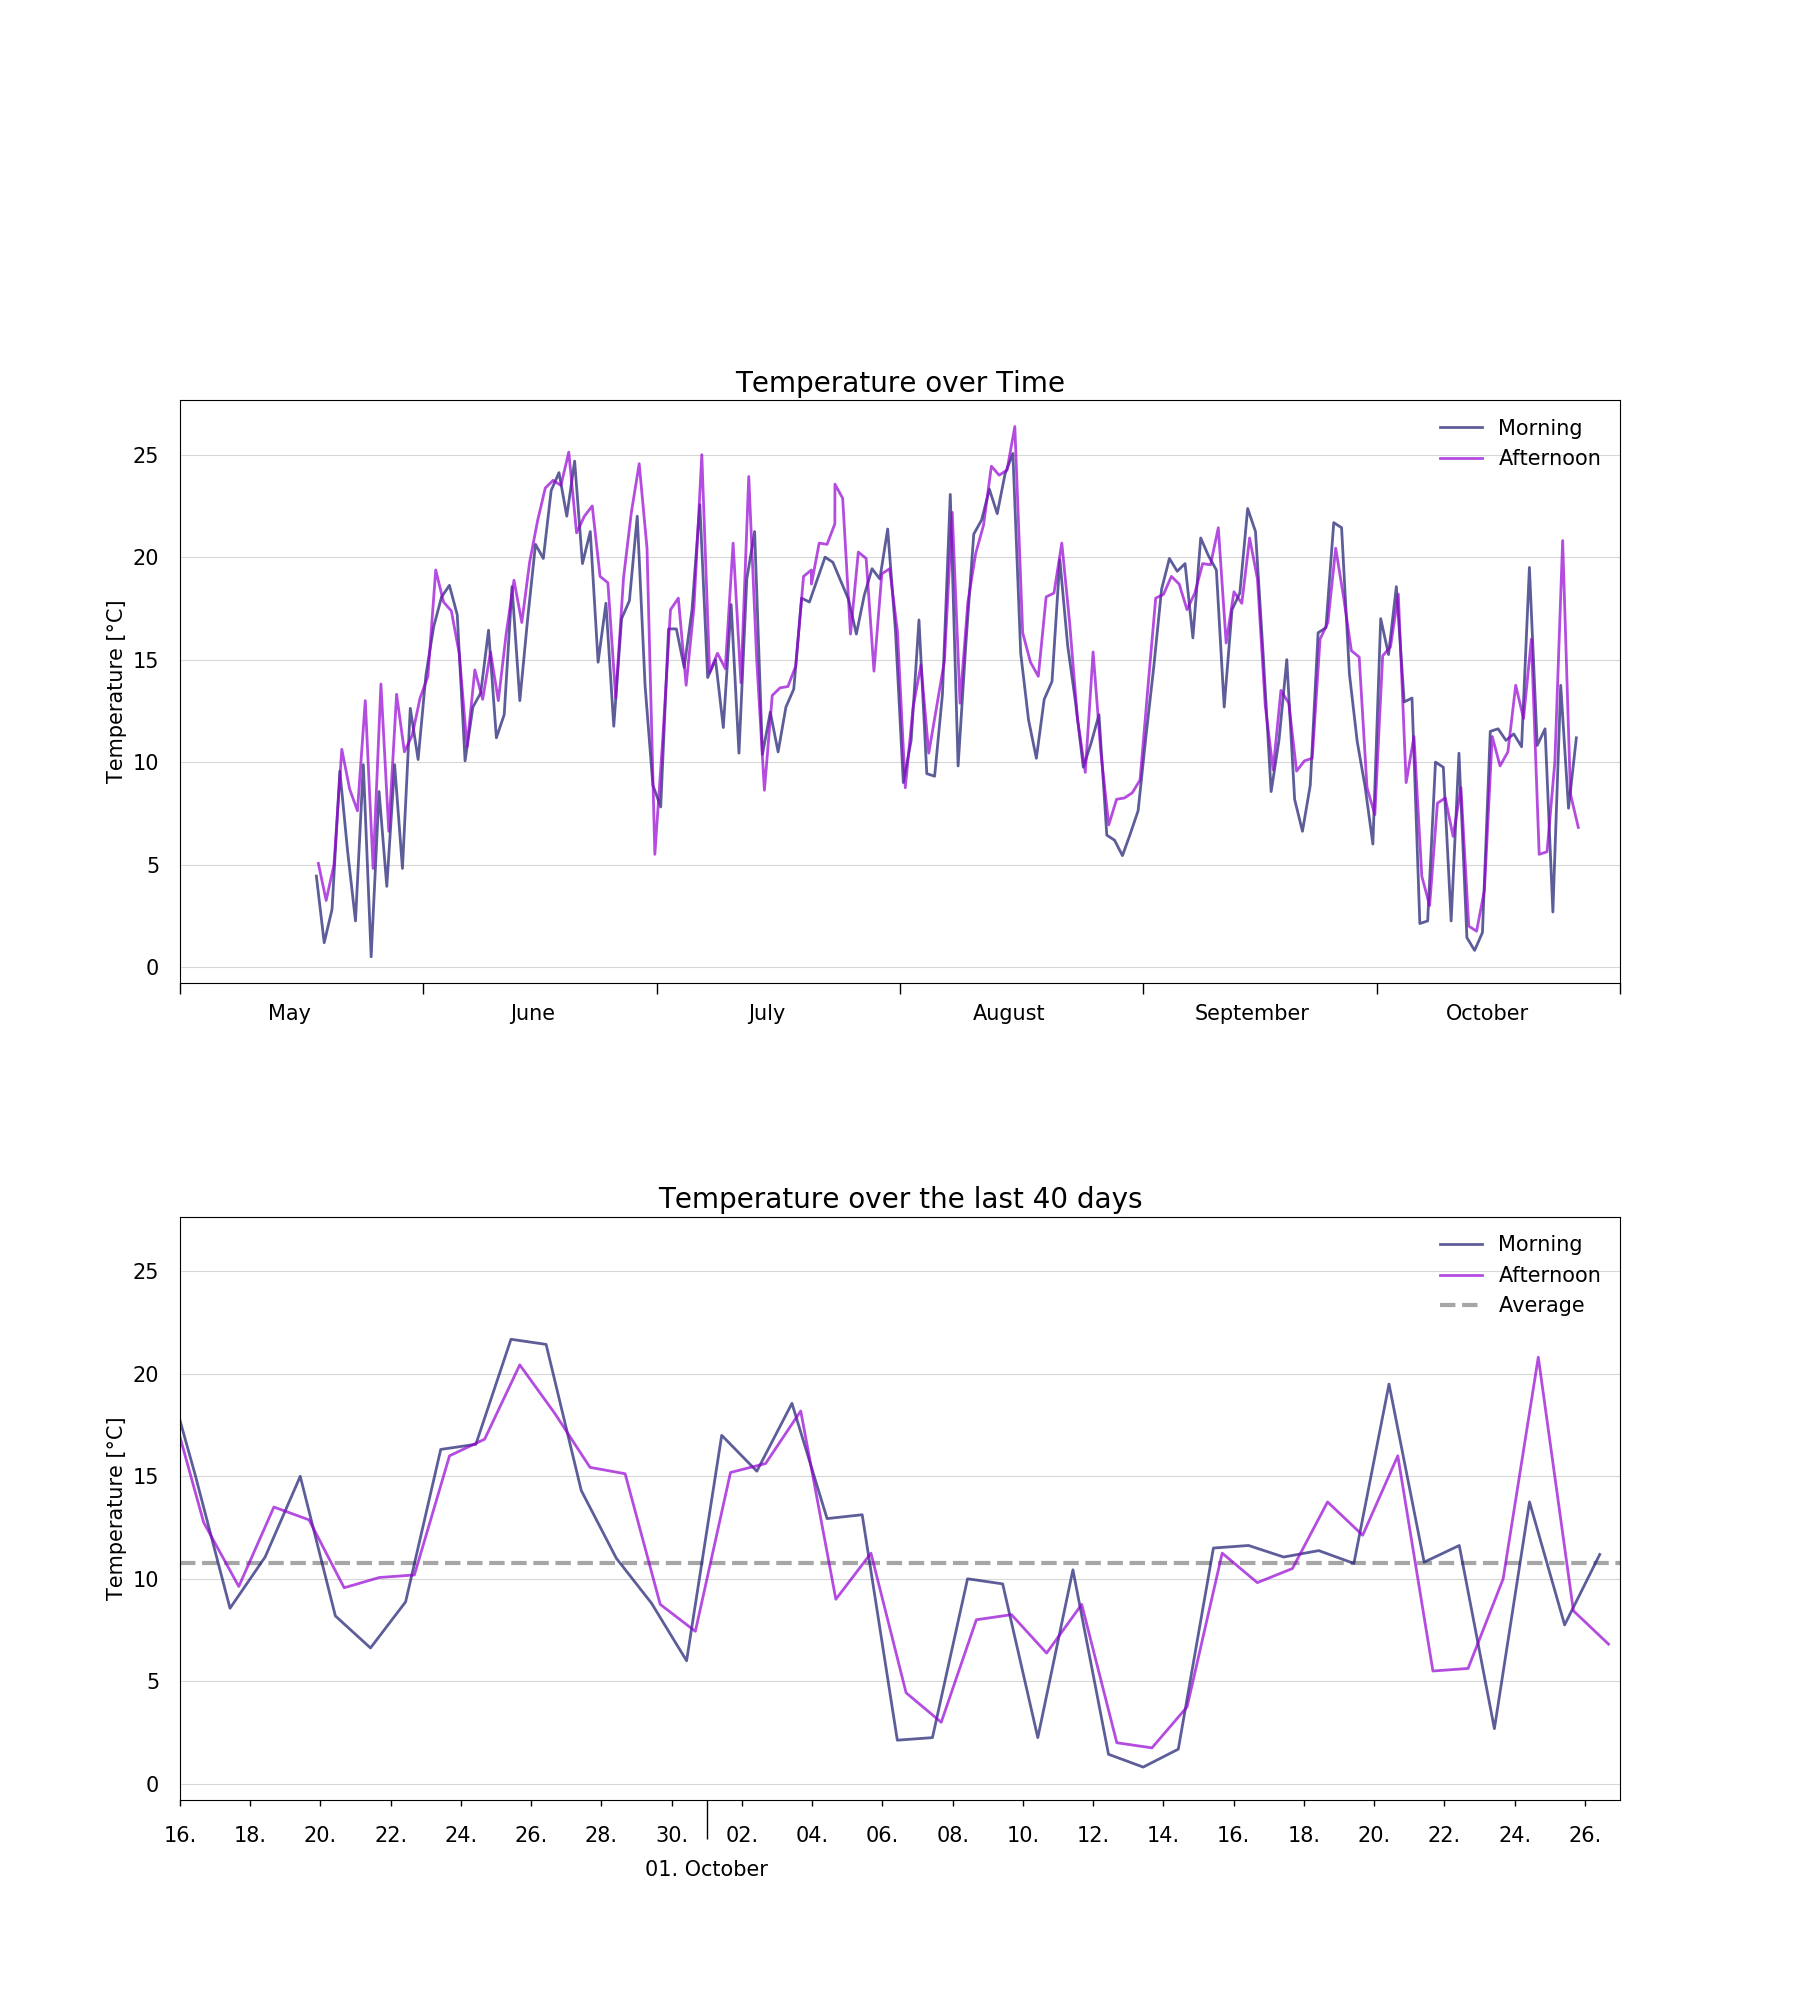 Temperature over Time
Morning
Afternoon
25
20
15
10
5
0
Temperature [°C]
May June July August September October
Temperature over the last 40 days
Morning
Afternoon
Average
25
20
15
10
5
0
Temperature [°C]
16. 18. 20. 22. 24. 26. 28. 30. 02. 04. 06. 08. 10. 12. 14. 16. 18. 20. 22. 24. 26.
01. October